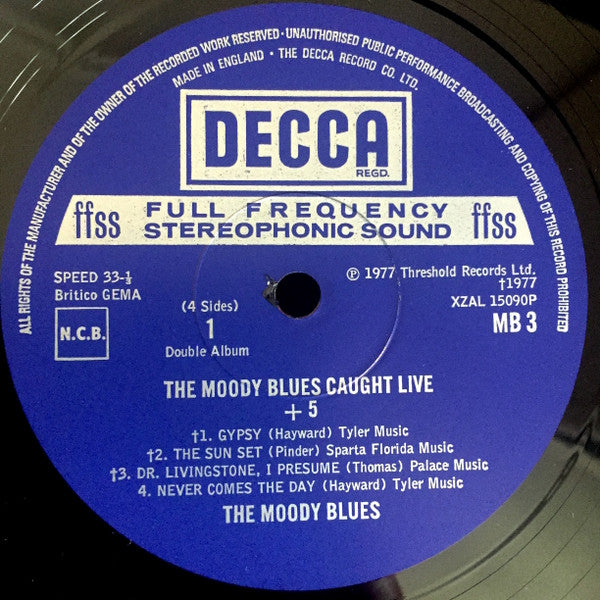 ALL RIGHTS OF THE MANUFACTURER AND OF THE OWNER OF THE RECORDED WORK RESERVED · UNAUTHORISED PUBLIC PERFORMANCE BROADCASTING AND COPYING OF THIS RECORD PROHIBITED
MADE IN ENGLAND · THE DECCA RECORD CO. LTD.
DECCA
REGD.
ffss FULL FREQUENCY STEREOPHONIC SOUND ffss
SPEED 33-⅓
Britico GEMA
N.C.B.
(4 Sides)
1
Double Album
℗ 1977 Threshold Records Ltd.
†1977
XZAL 15090P
MB 3
THE MOODY BLUES CAUGHT LIVE
+ 5
†1. GYPSY (Hayward) Tyler Music
†2. THE SUN SET (Pinder) Sparta Florida Music
†3. DR. LIVINGSTONE, I PRESUME (Thomas) Palace Music
4. NEVER COMES THE DAY (Hayward) Tyler Music
THE MOODY BLUES